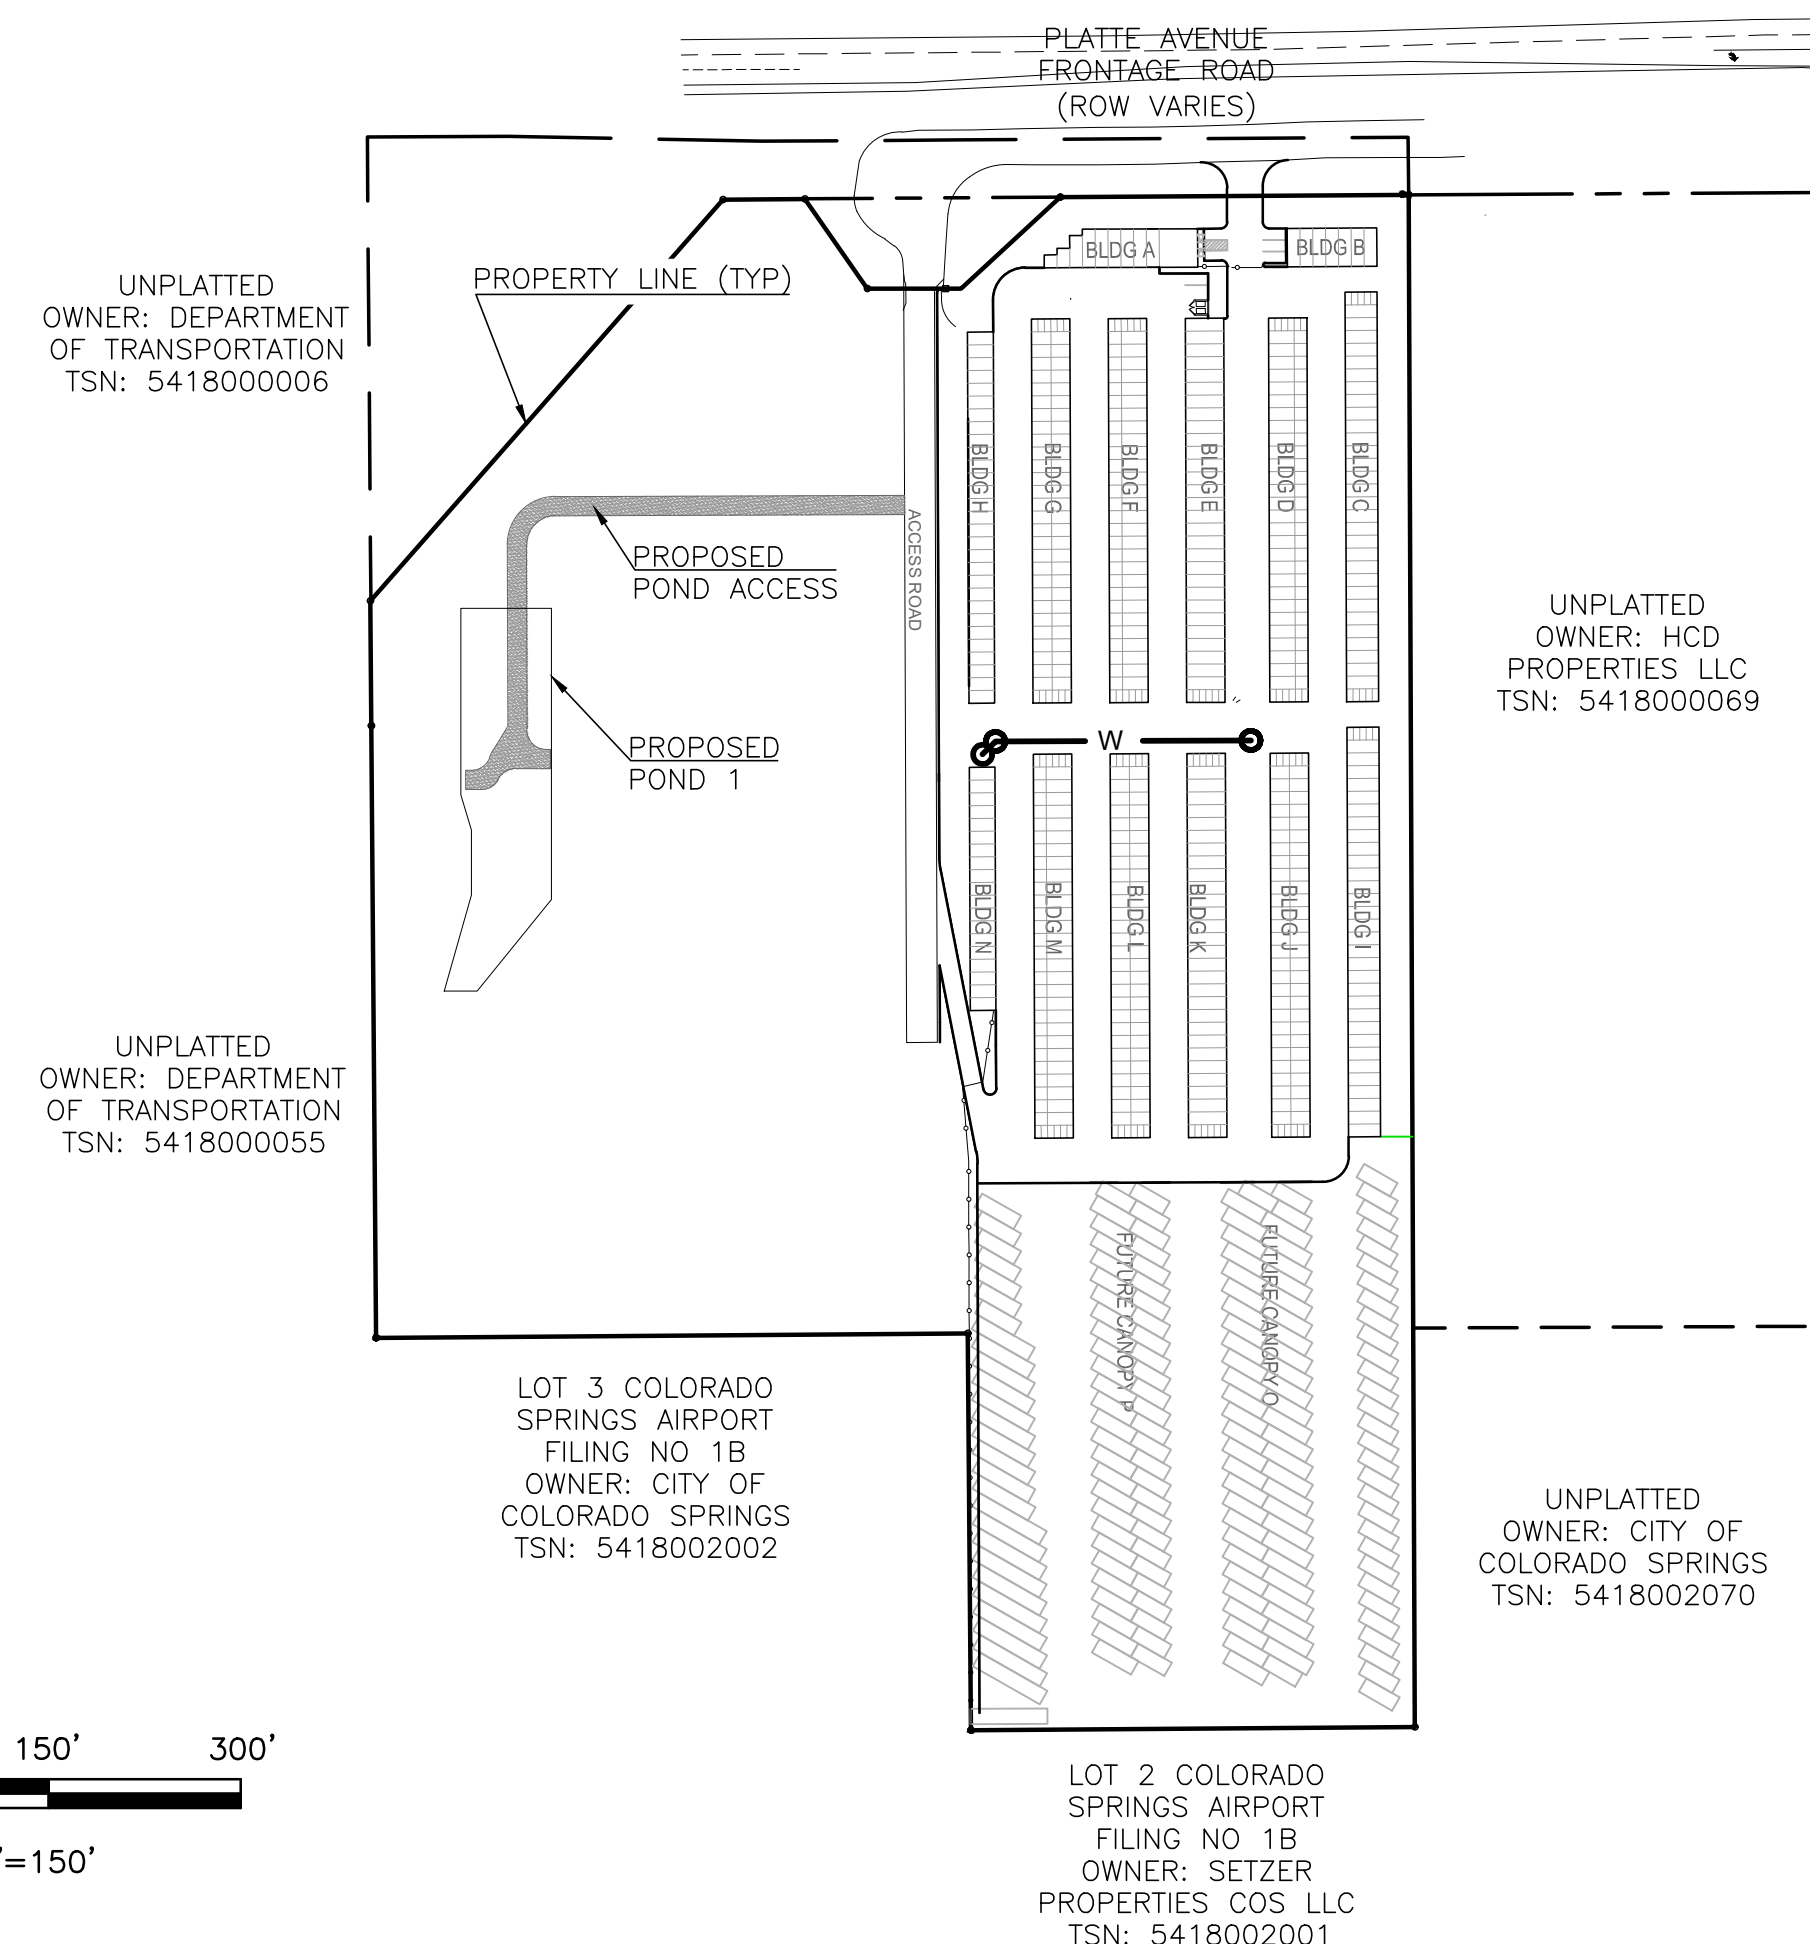 PLATTE AVENUE
FRONTAGE ROAD
(ROW VARIES)
BLDG A
BLDG B
PROPERTY LINE (TYP)
UNPLATTED
OWNER: DEPARTMENT
OF TRANSPORTATION
TSN: 5418000006
BLDG H
BLDG G
BLDG F
BLDG E
BLDG D
BLDG C
ACCESS ROAD
PROPOSED
POND ACCESS
UNPLATTED
OWNER: HCD
PROPERTIES LLC
TSN: 5418000069
PROPOSED
POND 1
W
BLDG N
BLDG M
BLDG L
BLDG K
BLDG J
BLDG I
UNPLATTED
OWNER: DEPARTMENT
OF TRANSPORTATION
TSN: 5418000055
FUTURE CANOPY P
FUTURE CANOPY O
LOT 3 COLORADO
SPRINGS AIRPORT
FILING NO 1B
OWNER: CITY OF
COLORADO SPRINGS
TSN: 5418002002
UNPLATTED
OWNER: CITY OF
COLORADO SPRINGS
TSN: 5418002070
150' 300'
'=150'
LOT 2 COLORADO
SPRINGS AIRPORT
FILING NO 1B
OWNER: SETZER
PROPERTIES COS LLC
TSN: 5418002001